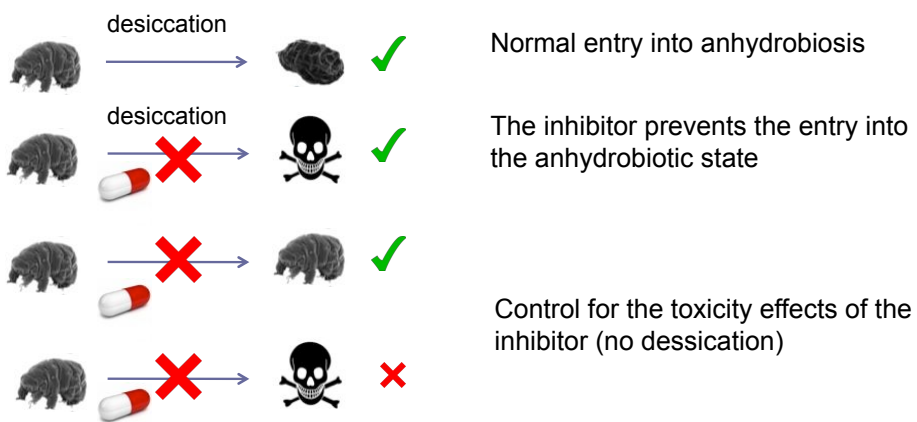 desiccation
Normal entry into anhydrobiosis
desiccation
The inhibitor prevents the entry into
the anhydrobiotic state
Control for the toxicity effects of the
inhibitor (no dessication)